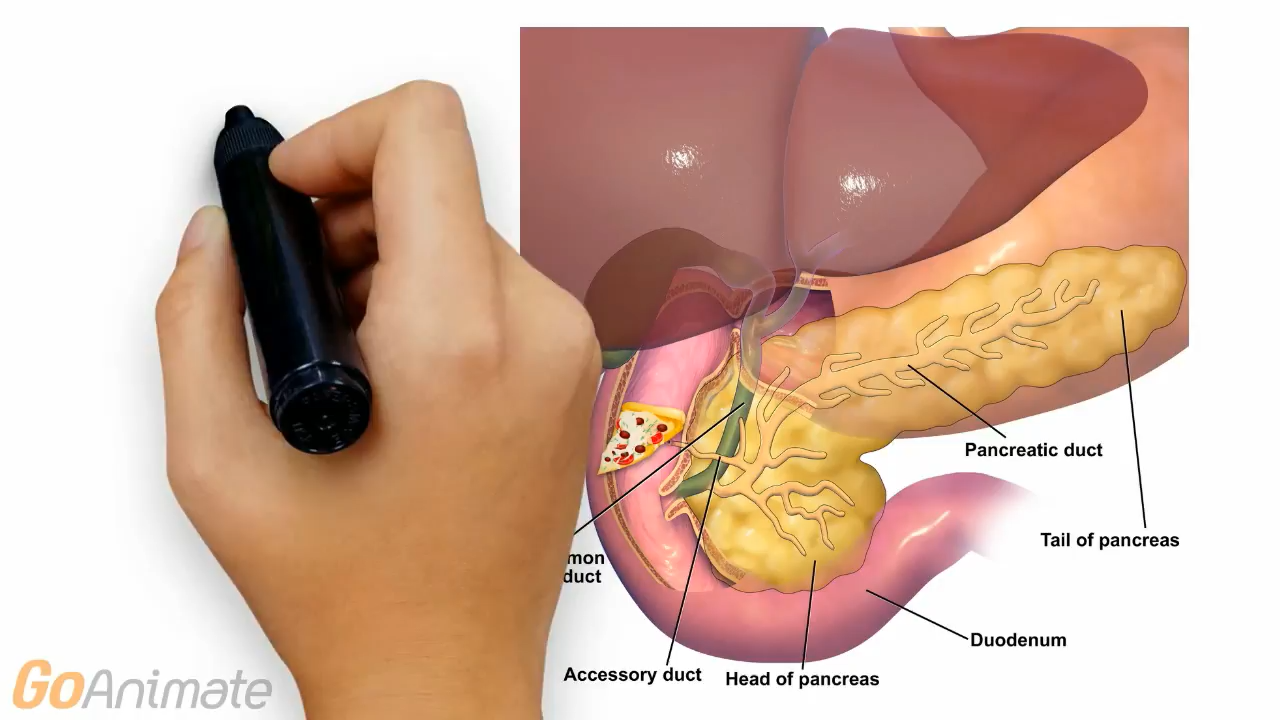 Pancreatic duct
Tail of pancreas
mon
duct
Duodenum
Accessory duct
Head of pancreas
GoAnimate